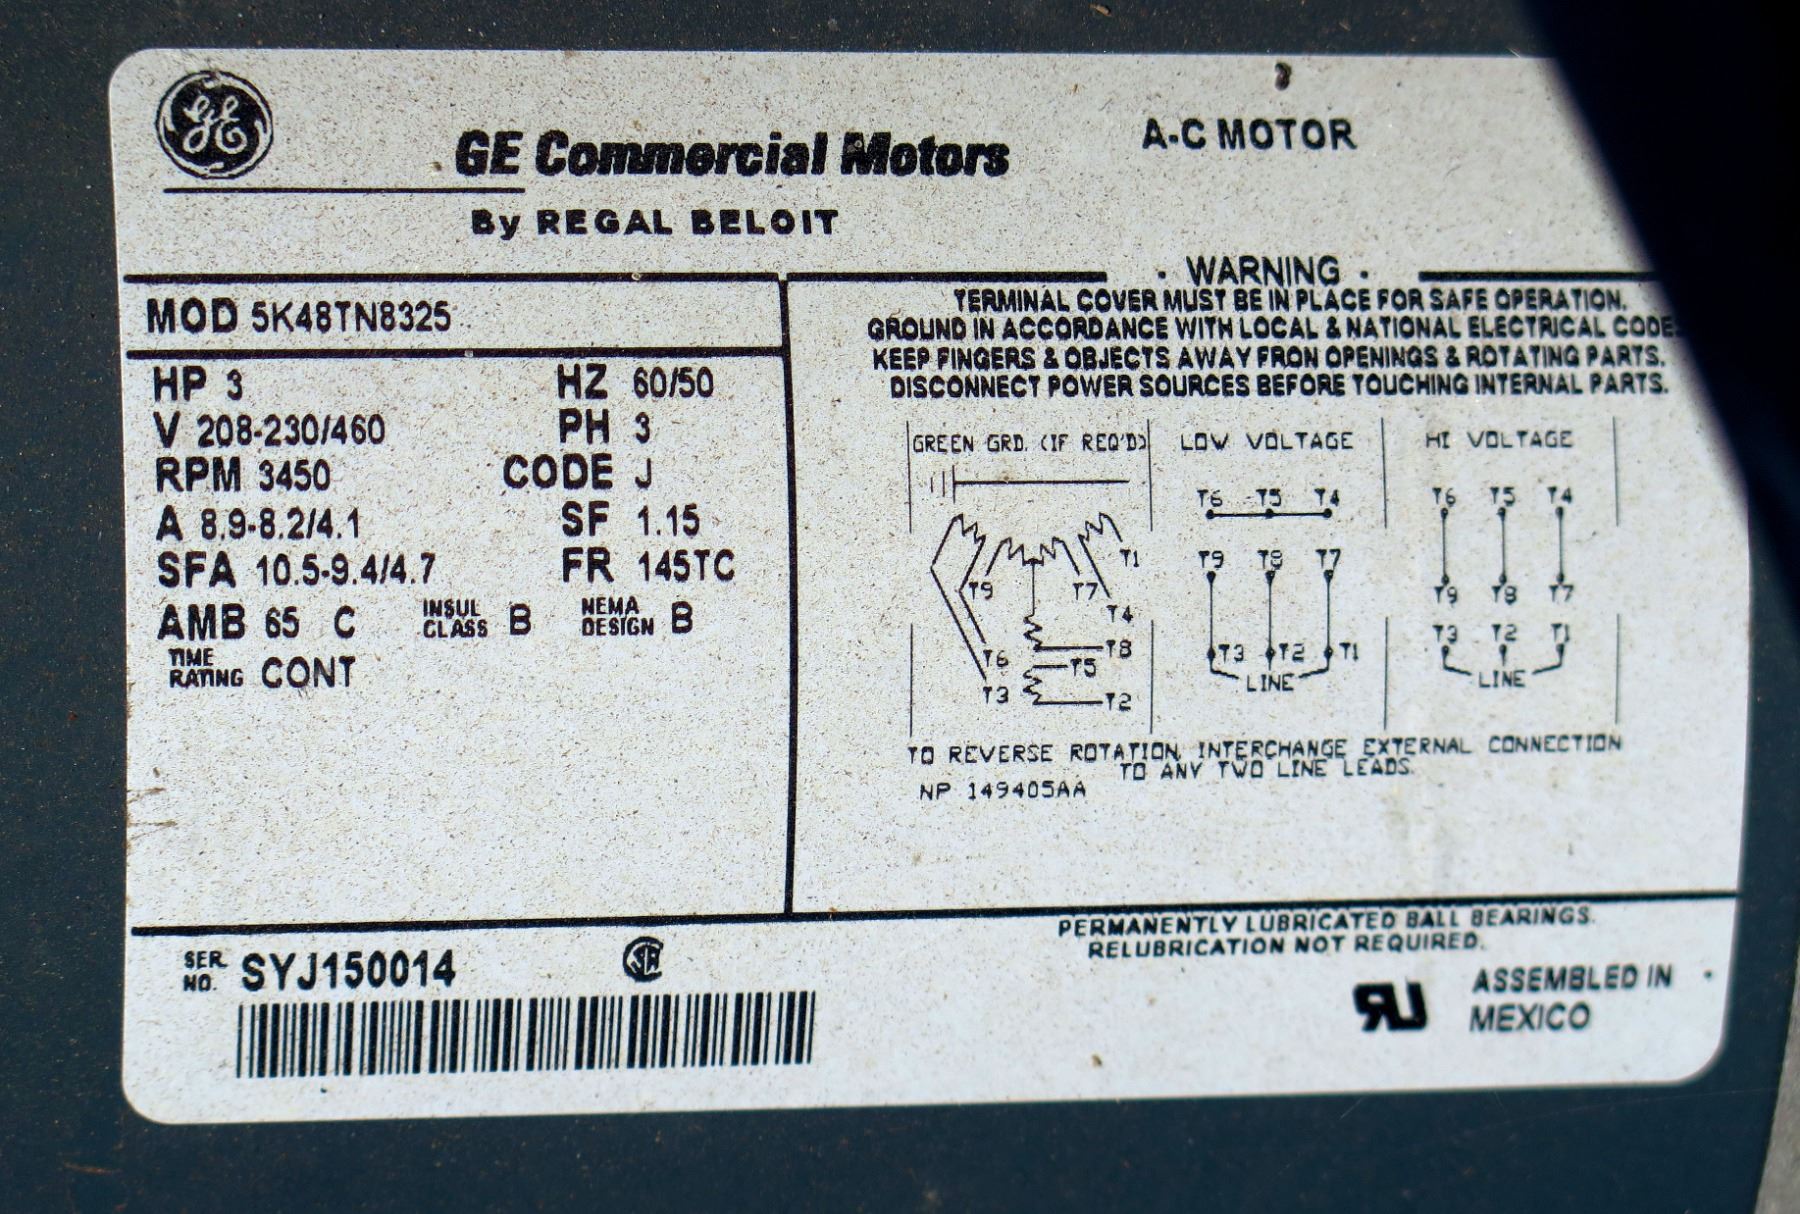 GE
GE Commercial Motors
A-C MOTOR
By REGAL BELOIT
MOD 5K48TN8325
HP 3 HZ 60/50
V 208-230/460 PH 3
RPM 3450 CODE J
A 8.9-8.2/4.1 SF 1.15
SFA 10.5-9.4/4.7 FR 145TC
AMB 65 C INSUL CLASS B NEMA DESIGN B
TIME RATING CONT
· WARNING ·
TERMINAL COVER MUST BE IN PLACE FOR SAFE OPERATION.
GROUND IN ACCORDANCE WITH LOCAL & NATIONAL ELECTRICAL CODE
KEEP FINGERS & OBJECTS AWAY FRON OPENINGS & ROTATING PARTS.
DISCONNECT POWER SOURCES BEFORE TOUCHING INTERNAL PARTS.
GREEN GRD. (IF REQ'D) LOW VOLTAGE HI VOLTAGE
T1
T9 T7
T4
T6 T8
T5
T3 T2
T6 T5 T4
T9 T8 T7
T3 T2 T1
LINE
T6 T5 T4
T9 T8 T7
T3 T2 T1
LINE
TO REVERSE ROTATION, INTERCHANGE EXTERNAL CONNECTION
TO ANY TWO LINE LEADS.
NP 149405AA
PERMANENTLY LUBRICATED BALL BEARINGS.
RELUBRICATION NOT REQUIRED.
SER. NO. SYJ150014
SA
RU
ASSEMBLED IN
MEXICO